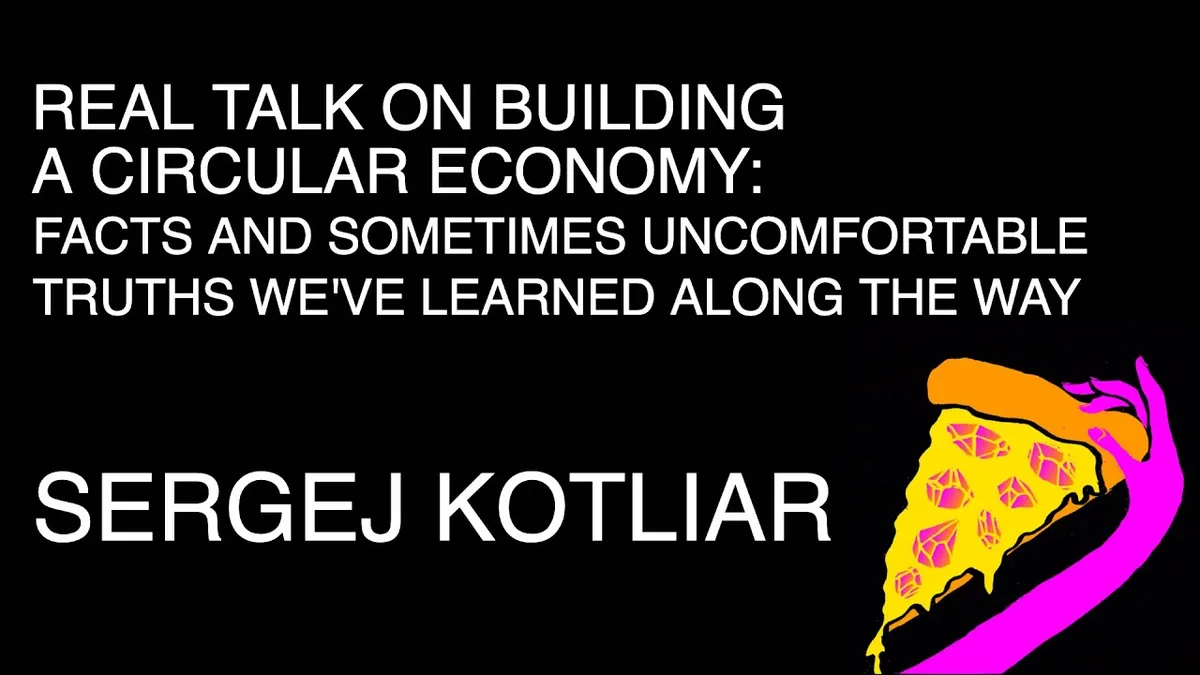 REAL TALK ON BUILDING
A CIRCULAR ECONOMY:
FACTS AND SOMETIMES UNCOMFORTABLE
TRUTHS WE'VE LEARNED ALONG THE WAY
SERGEJ KOTLIAR